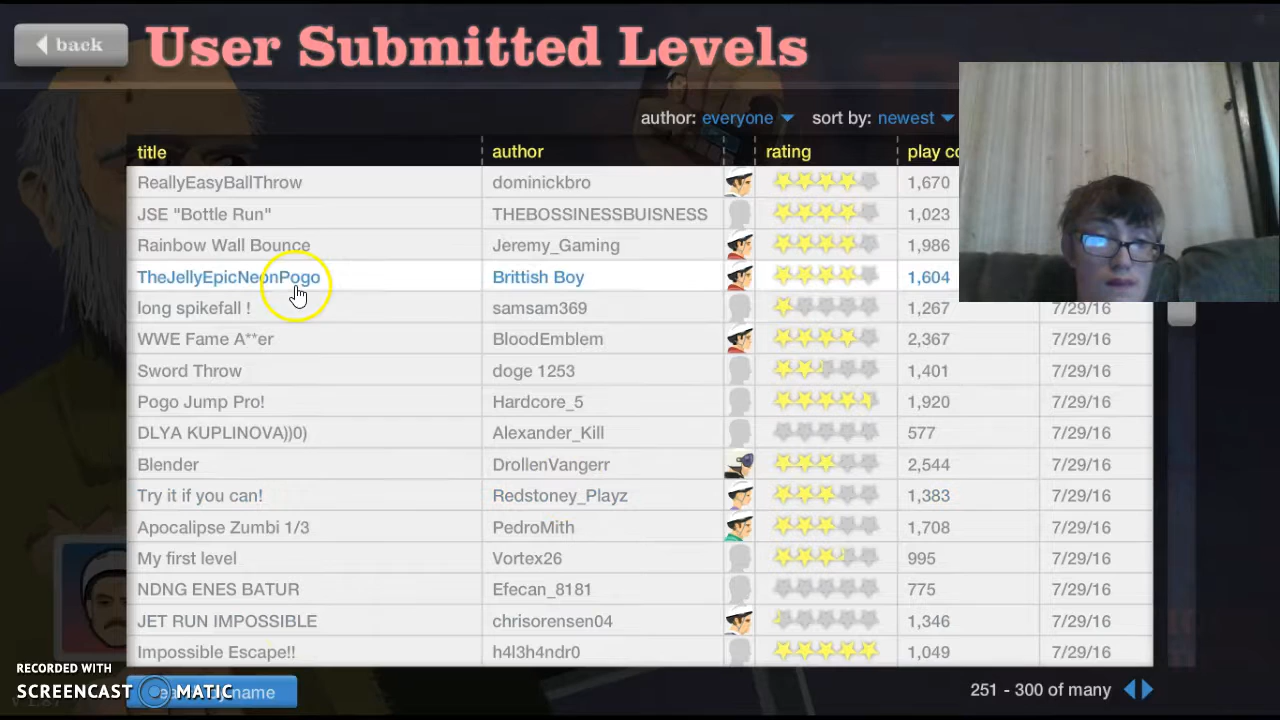 back
User Submitted Levels
author: everyone sort by: newest
title author rating play co
ReallyEasyBallThrow dominickbro 1,670
JSE "Bottle Run" THEBOSSINESSBUISNESS 1,023
Rainbow Wall Bounce Jeremy_Gaming 1,986
TheJellyEpicNeonPogo Brittish Boy 1,604
long spikefall ! samsam369 1,267 7/29/16
WWE Fame A**er BloodEmblem 2,367 7/29/16
Sword Throw doge 1253 1,401 7/29/16
Pogo Jump Pro! Hardcore_5 1,920 7/29/16
DLYA KUPLINOVA))0) Alexander_Kill 577 7/29/16
Blender DrollenVangerr 2,544 7/29/16
Try it if you can! Redstoney_Playz 1,383 7/29/16
Apocalipse Zumbi 1/3 PedroMith 1,708 7/29/16
My first level Vortex26 995 7/29/16
NDNG ENES BATUR Efecan_8181 775 7/29/16
JET RUN IMPOSSIBLE chrisorensen04 1,346 7/29/16
Impossible Escape!! h4l3h4ndr0 1,049 7/29/16
RECORDED WITH
SCREENCAST MATIC
name
251 - 300 of many